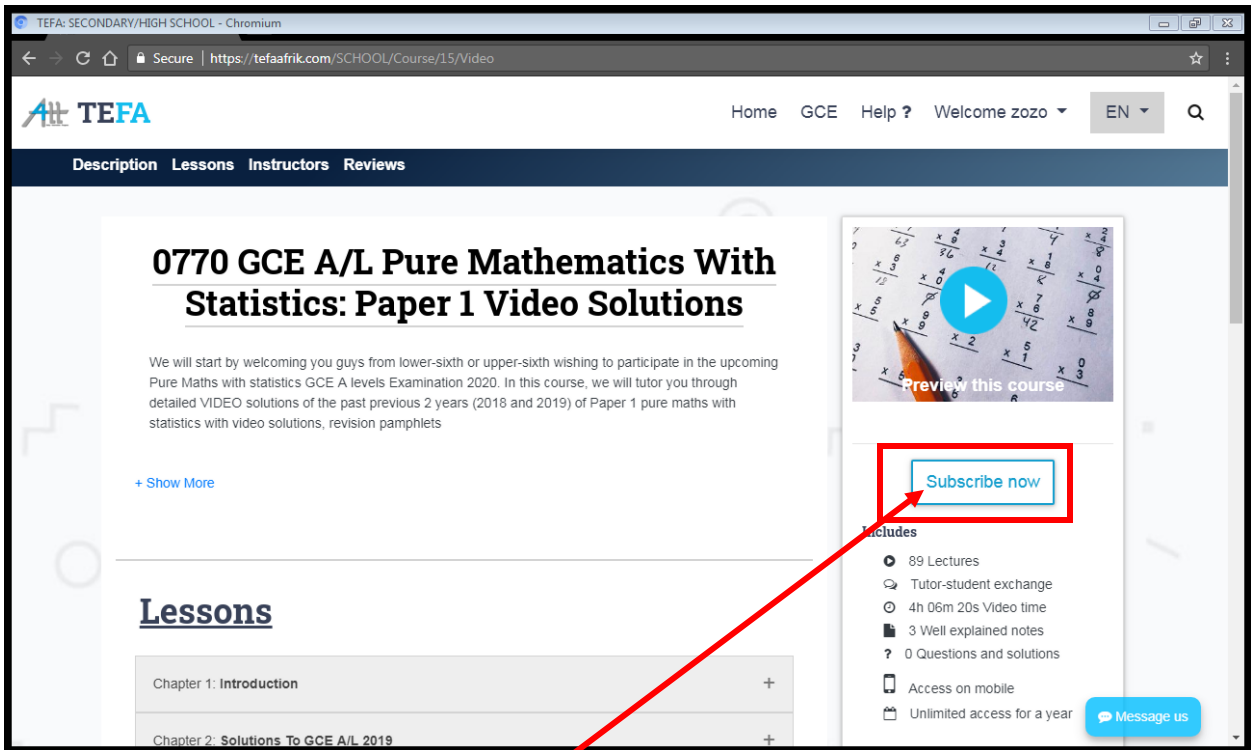 TEFA: SECONDARY/HIGH SCHOOL - Chromium
Secure | https://tefaafrik.com/SCHOOL/Course/15/Video
Att TEFA
Home GCE Help ? Welcome zozo EN
Description Lessons Instructors Reviews
0770 GCE A/L Pure Mathematics With
Statistics: Paper 1 Video Solutions
We will start by welcoming you guys from lower-sixth or upper-sixth wishing to participate in the upcoming
Pure Maths with statistics GCE A levels Examination 2020. In this course, we will tutor you through
detailed VIDEO solutions of the past previous 2 years (2018 and 2019) of Paper 1 pure maths with
statistics with video solutions, revision pamphlets
+ Show More
Lessons
Chapter 1: Introduction +
Chapter 2: Solutions To GCE A/L 2019 +
Preview this course
Subscribe now
Includes
89 Lectures
Tutor-student exchange
4h 06m 20s Video time
3 Well explained notes
? 0 Questions and solutions
Access on mobile
Unlimited access for a year
Message us